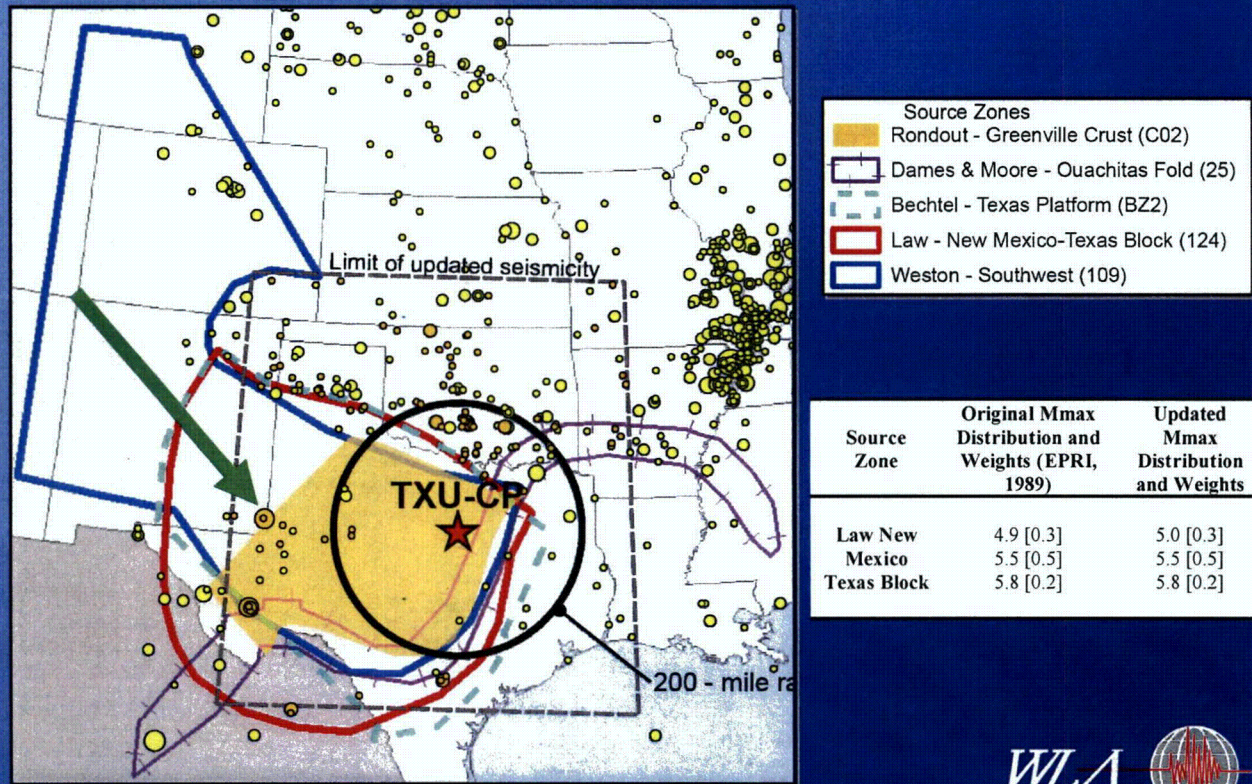 Limit of updated seismicity
TXU-CP
200 - mile ra
Source Zones
Rondout - Greenville Crust (C02)
Dames & Moore - Ouachitas Fold (25)
Bechtel - Texas Platform (BZ2)
Law - New Mexico-Texas Block (124)
Weston - Southwest (109)
Source Zone
Original Mmax Distribution and Weights (EPRI, 1989)
Updated Mmax Distribution and Weights
Law New 4.9 [0.3] 5.0 [0.3]
Mexico 5.5 [0.5] 5.5 [0.5]
Texas Block 5.8 [0.2] 5.8 [0.2]
WLA